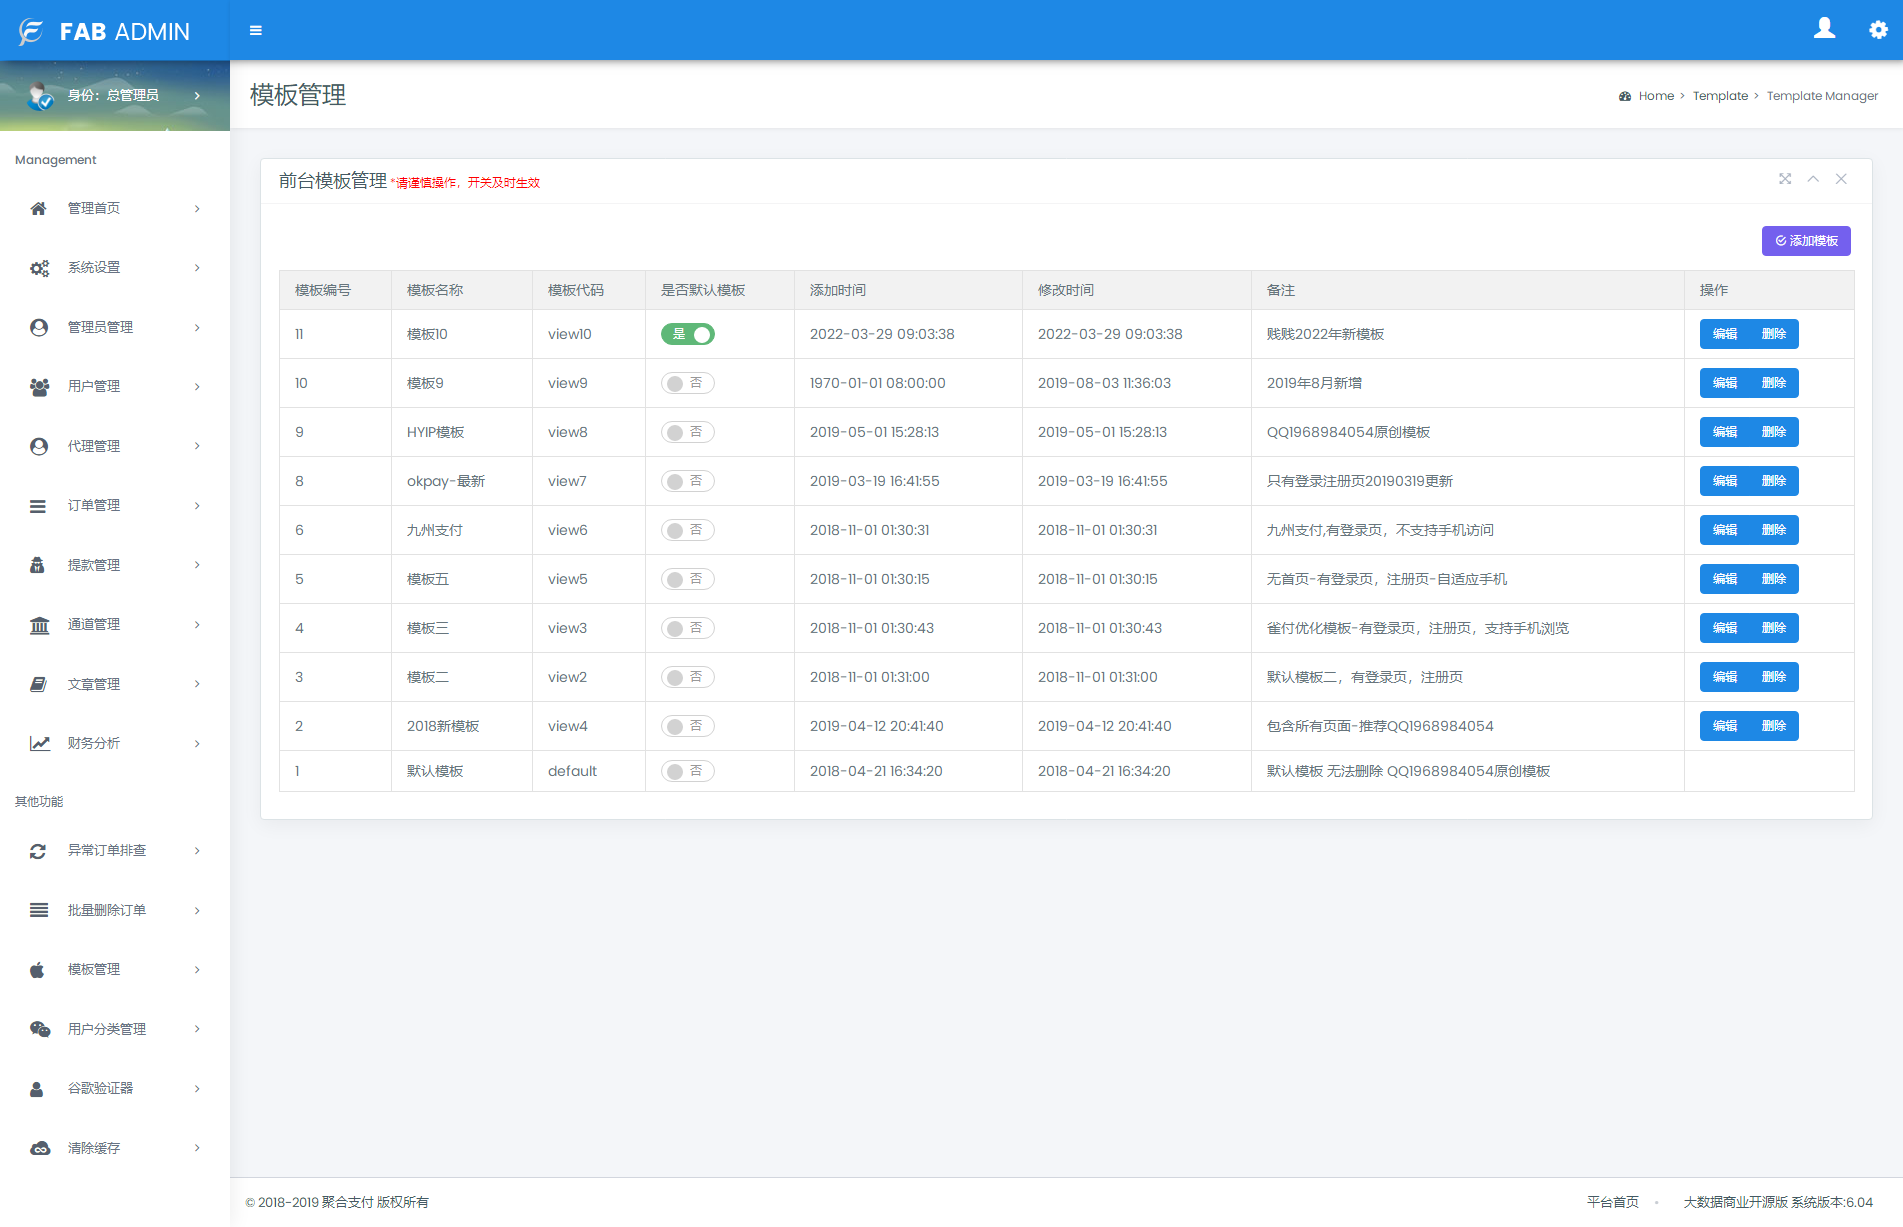 FAB ADMIN
身份：总管理员
模板管理
Home > Template > Template Manager
Management
管理首页
系统设置
管理员管理
用户管理
代理管理
订单管理
提款管理
通道管理
文章管理
财务分析
其他功能
异常订单排查
批量删除订单
模板管理
用户分类管理
谷歌验证器
清除缓存
前台模板管理 *请谨慎操作，开关及时生效
添加模板
模板编号 模板名称 模板代码 是否默认模板 添加时间 修改时间 备注 操作
11 模板10 view10 是 2022-03-29 09:03:38 2022-03-29 09:03:38 贱贱2022年新模板 编辑 删除
10 模板9 view9 否 1970-01-01 08:00:00 2019-08-03 11:36:03 2019年8月新增 编辑 删除
9 HYIP模板 view8 否 2019-05-01 15:28:13 2019-05-01 15:28:13 QQ1968984054原创模板 编辑 删除
8 okpay-最新 view7 否 2019-03-19 16:41:55 2019-03-19 16:41:55 只有登录注册页20190319更新 编辑 删除
6 九州支付 view6 否 2018-11-01 01:30:31 2018-11-01 01:30:31 九州支付,有登录页，不支持手机访问 编辑 删除
5 模板五 view5 否 2018-11-01 01:30:15 2018-11-01 01:30:15 无首页-有登录页，注册页-自适应手机 编辑 删除
4 模板三 view3 否 2018-11-01 01:30:43 2018-11-01 01:30:43 雀付优化模板-有登录页，注册页，支持手机浏览 编辑 删除
3 模板二 view2 否 2018-11-01 01:31:00 2018-11-01 01:31:00 默认模板二，有登录页，注册页 编辑 删除
2 2018新模板 view4 否 2019-04-12 20:41:40 2019-04-12 20:41:40 包含所有页面-推荐QQ1968984054 编辑 删除
1 默认模板 default 否 2018-04-21 16:34:20 2018-04-21 16:34:20 默认模板 无法删除 QQ1968984054原创模板
© 2018-2019 聚合支付 版权所有
平台首页 • 大数据商业开源版 系统版本:6.04